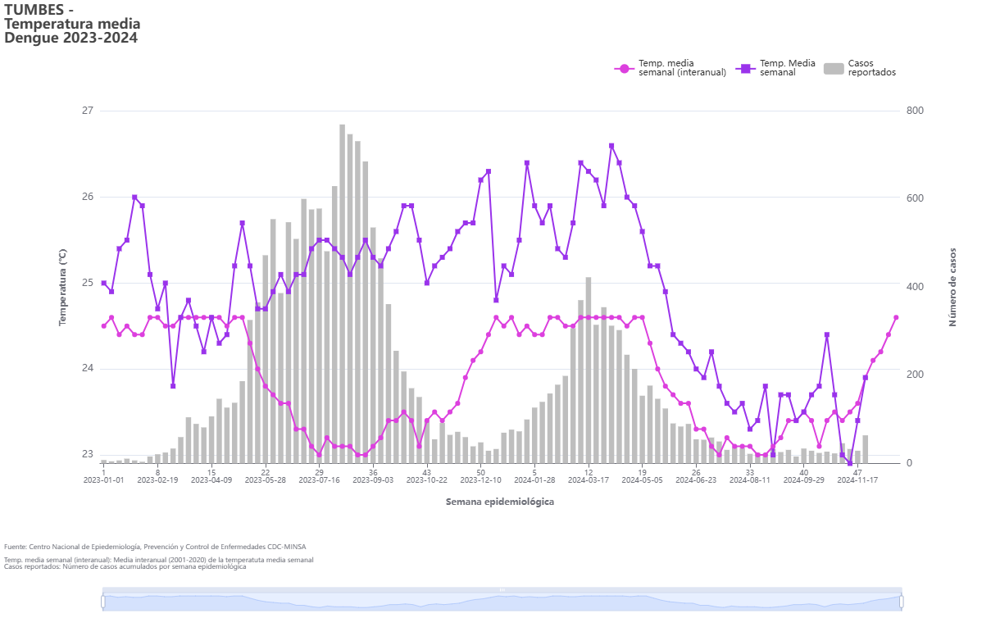 TUMBES -
Temperatura media
Dengue 2023-2024
Temp. media
semanal (interanual)
Temp. Media
semanal
Casos
reportados
27
26
25
24
23
Temperatura (°C)
800
600
400
200
0
Número de casos
1
2023-01-01
8
2023-02-19
15
2023-04-09
22
2023-05-28
29
2023-07-16
36
2023-09-03
43
2023-10-22
50
2023-12-10
5
2024-01-28
12
2024-03-17
19
2024-05-05
26
2024-06-23
33
2024-08-11
40
2024-09-29
47
2024-11-17
Semana epidemiológica
Fuente: Centro Nacional de Epiedemiología, Prevención y Control de Enfermedades CDC-MINSA
Temp. media semanal (interanual): Media interanual (2001-2020) de la temperatuta media semanal
Casos reportados: Número de casos acumulados por semana epidemiológica